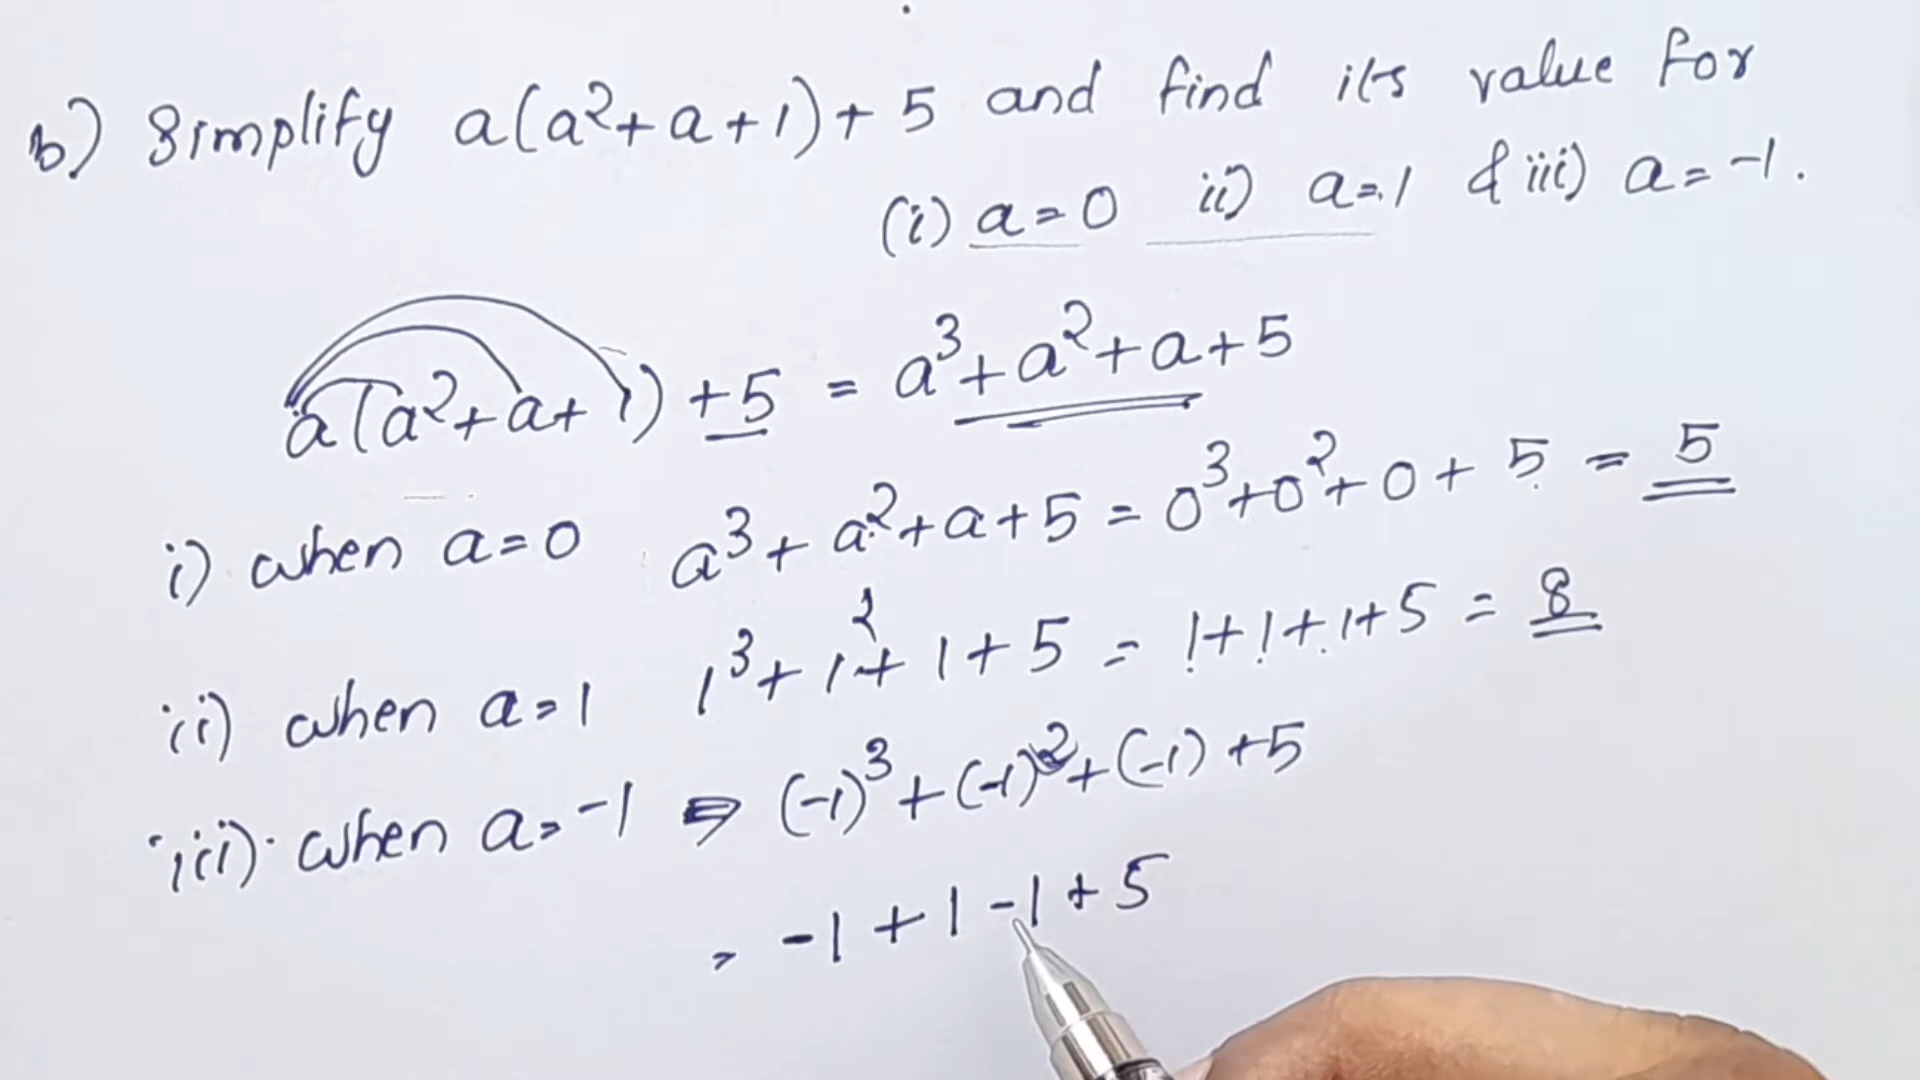 b) Simplify a(a²+a+1)+5 and find its value for
(i) a=0 ii) a=1 & iii) a=-1.
a(a²+a+1)+5 = a³+a²+a+5
i) when a=0 a³+a²+a+5 = 0³+0²+0+5 = 5
ii) when a=1 1³+1²+1+5 = 1+1+1+5 = 8
iii) when a=-1 ⇒ (-1)³+(-1)²+(-1)+5
= -1+1-1+5